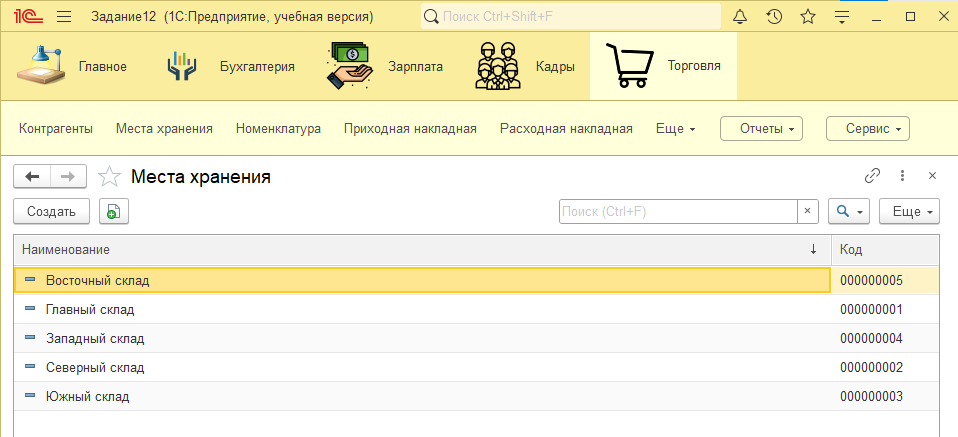 1С Задание12 (1С:Предприятие, учебная версия) Поиск Ctrl+Shift+F
Главное Бухгалтерия Зарплата Кадры Торговля
Контрагенты Места хранения Номенклатура Приходная накладная Расходная накладная Еще Отчеты Сервис
Места хранения
Создать Поиск (Ctrl+F) × Еще
Наименование ↓ Код
Восточный склад 000000005
Главный склад 000000001
Западный склад 000000004
Северный склад 000000002
Южный склад 000000003